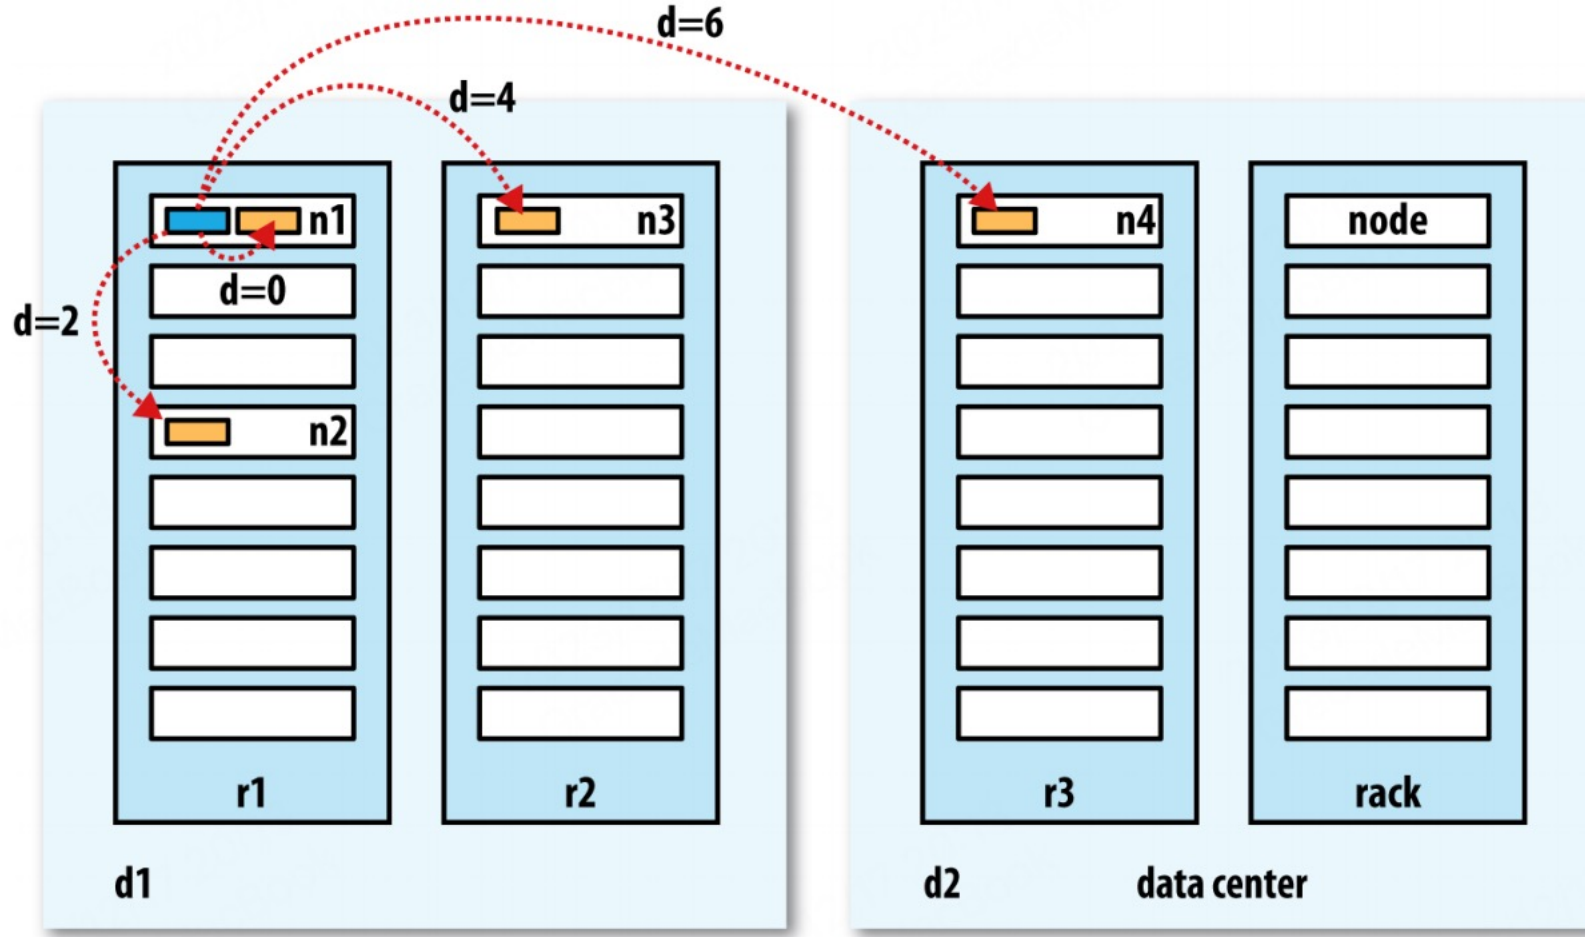 d=6
d=4
n1 n3 n4 node
d=0
d=2
n2
r1 r2 r3 rack
d1 d2 data center